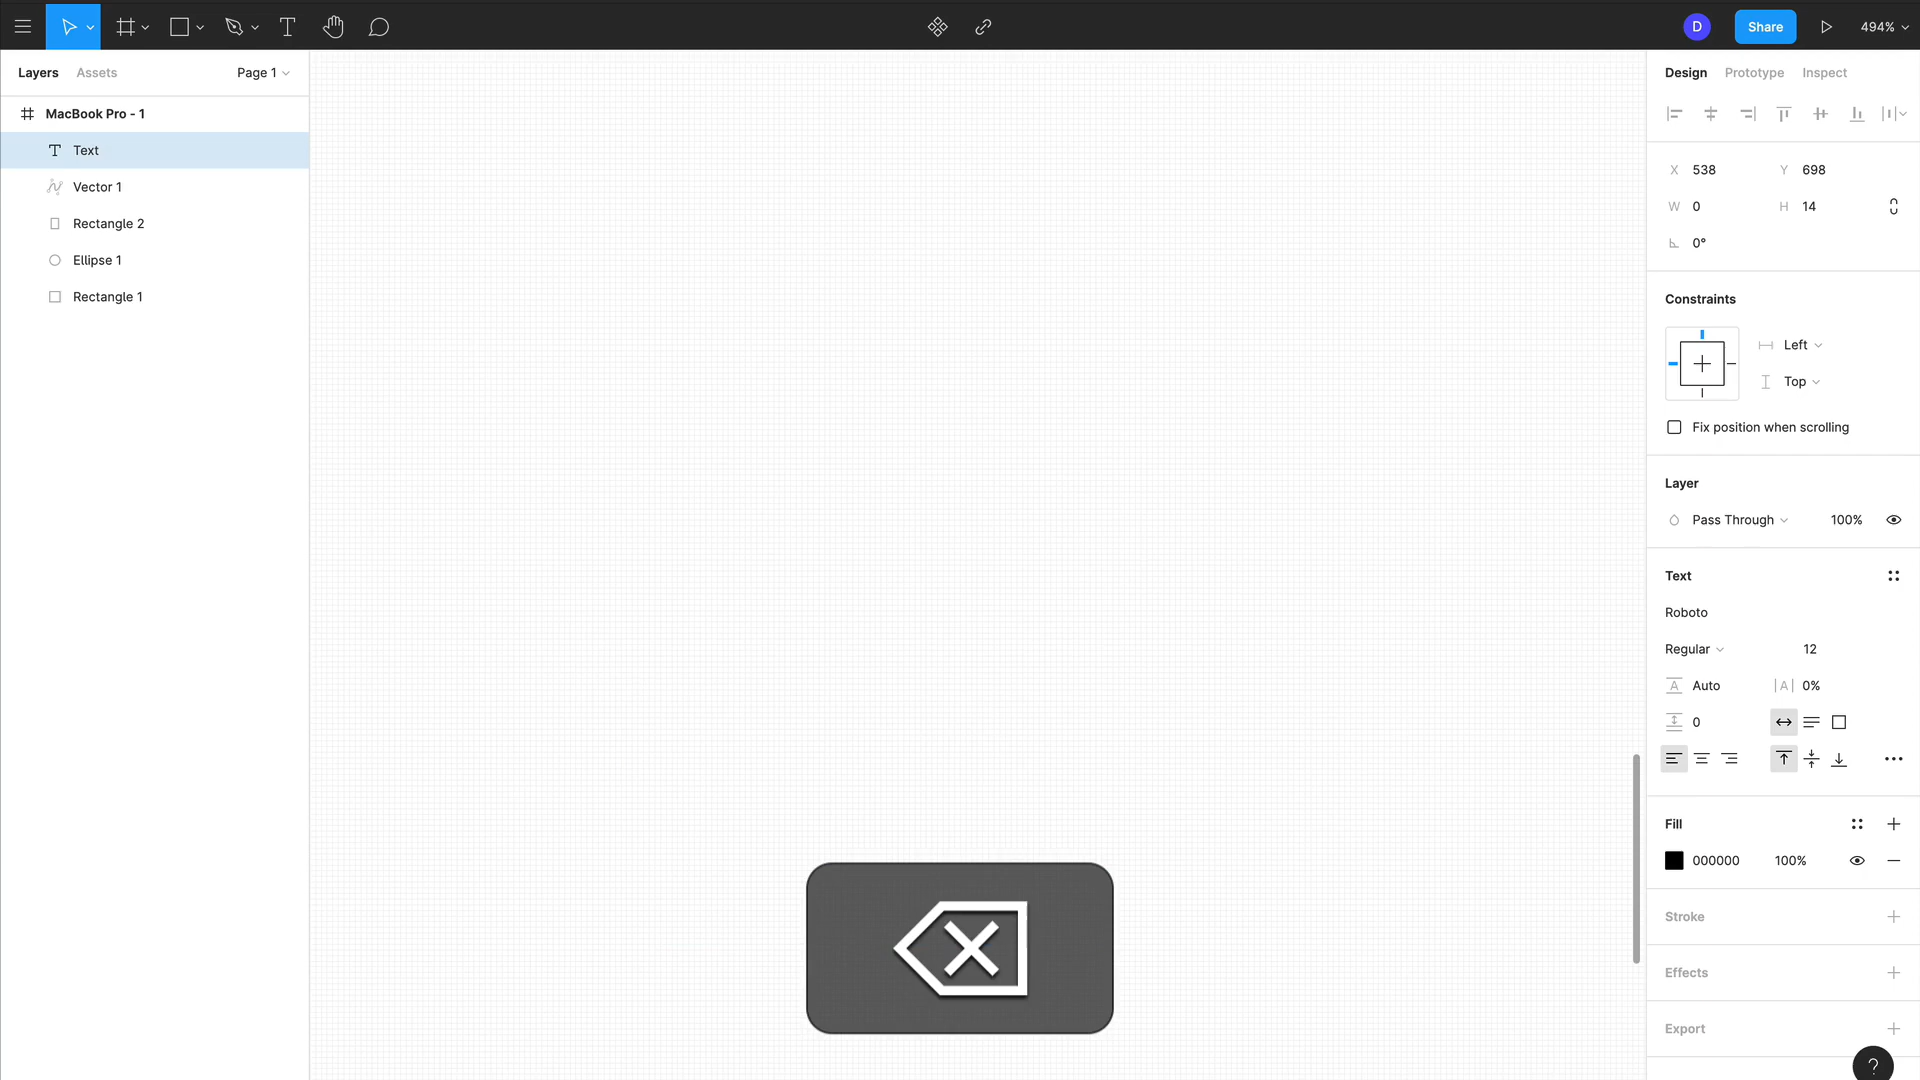 D
Share
494%
Layers
Assets
Page 1
Design
Prototype
Inspect
MacBook Pro - 1
Text
Vector 1
Rectangle 2
Ellipse 1
Rectangle 1
X 538
Y 698
W 0
H 14
0°
Constraints
Left
Top
Fix position when scrolling
Layer
Pass Through
100%
Text
Roboto
Regular
12
A Auto
|A| 0%
0
Fill
000000
100%
Stroke
Effects
Export
?